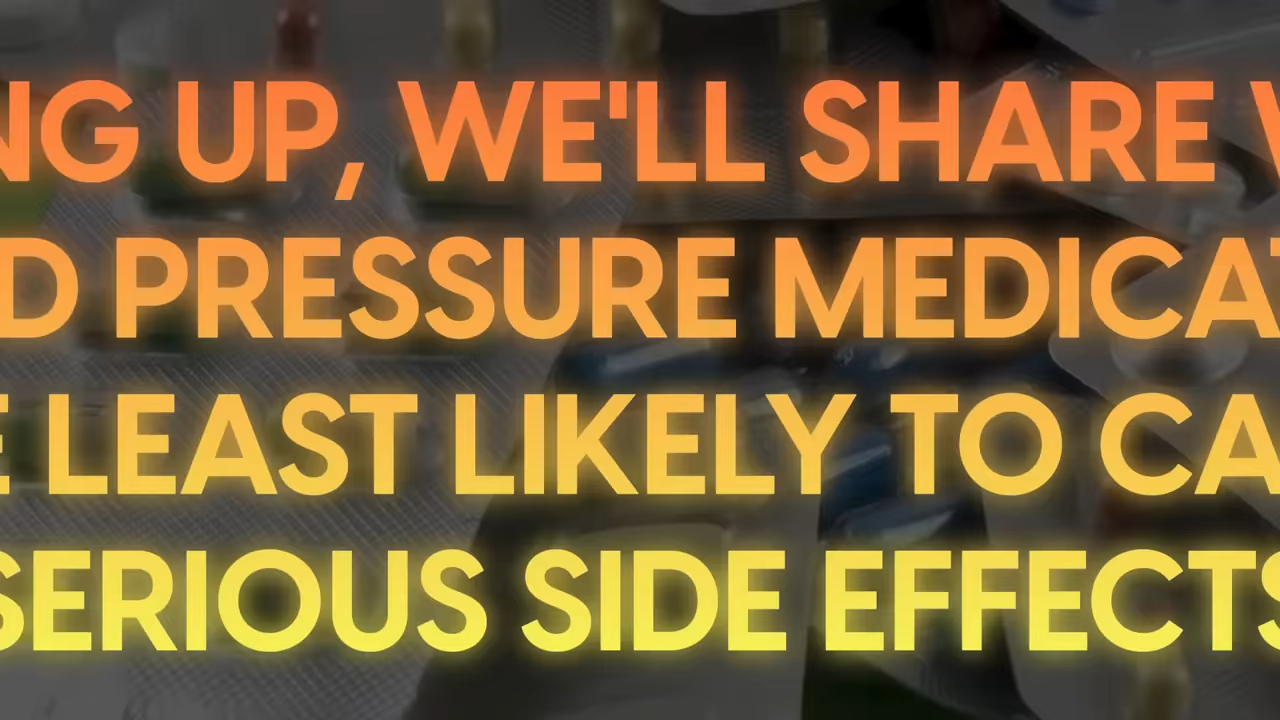 NG UP, WE'LL SHARE W
D PRESSURE MEDICAT
E LEAST LIKELY TO CA
SERIOUS SIDE EFFECTS